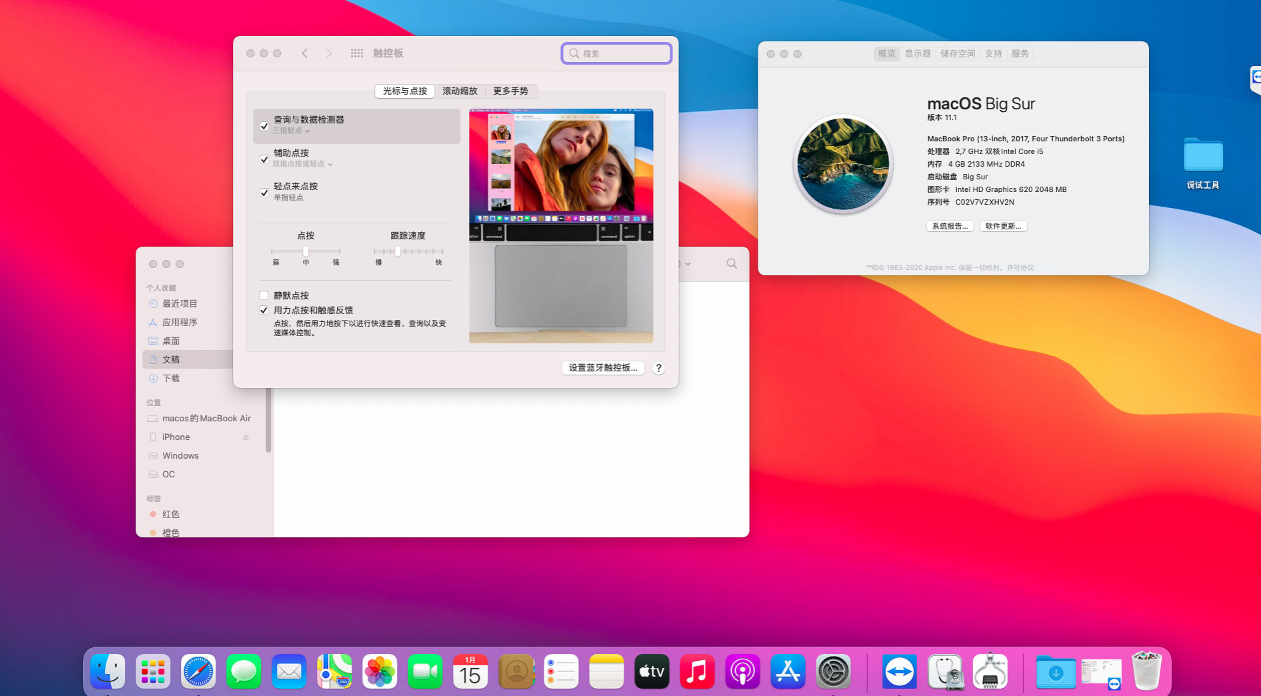 触控板
搜索
光标与点按
滚动缩放
更多手势
查询与数据检测器
三指轻点
辅助点按
双指点按或轻点
轻点来点按
单指轻点
点按
跟踪速度
弱
中
强
慢
快
静默点按
用力点按和触感反馈
点按，然后用力地按下以进行快速查看、查询以及变
速媒体控制。
设置蓝牙触控板...
?
command
command
option
概览
显示器
储存空间
支持
服务
macOS Big Sur
版本 11.1
MacBook Pro (13-inch, 2017, Four Thunderbolt 3 Ports)
处理器 2.7 GHz 双核Intel Core i5
内存 4 GB 2133 MHz DDR4
启动磁盘 Big Sur
图形卡 Intel HD Graphics 620 2048 MB
序列号 C02V7VZXHV2N
系统报告...
软件更新...
™和© 1983-2020 Apple Inc. 保留一切权利。许可协议
调试工具
个人收藏
最近项目
应用程序
桌面
文稿
下载
位置
macos的MacBook Air
iPhone
Windows
OC
标签
红色
橙色
1月
15
tv